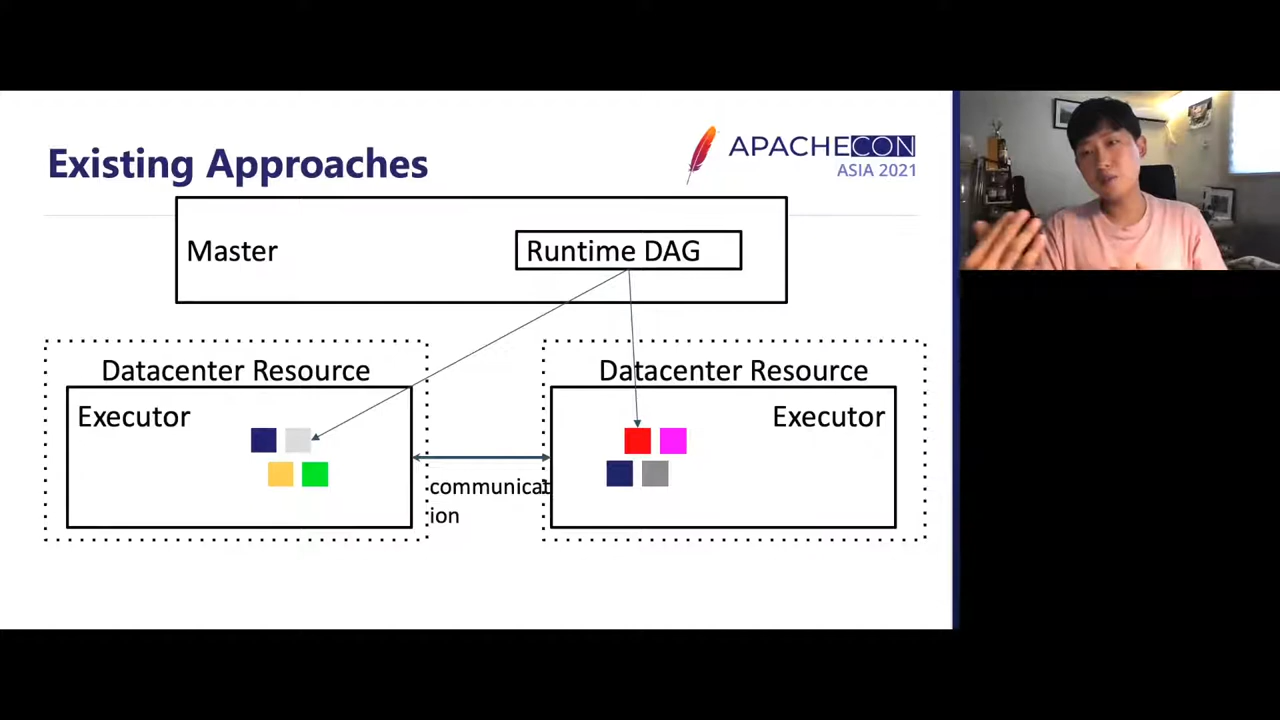 Existing Approaches
APACHECON
ASIA 2021
Master
Runtime DAG
Datacenter Resource
Executor
communicat
ion
Datacenter Resource
Executor